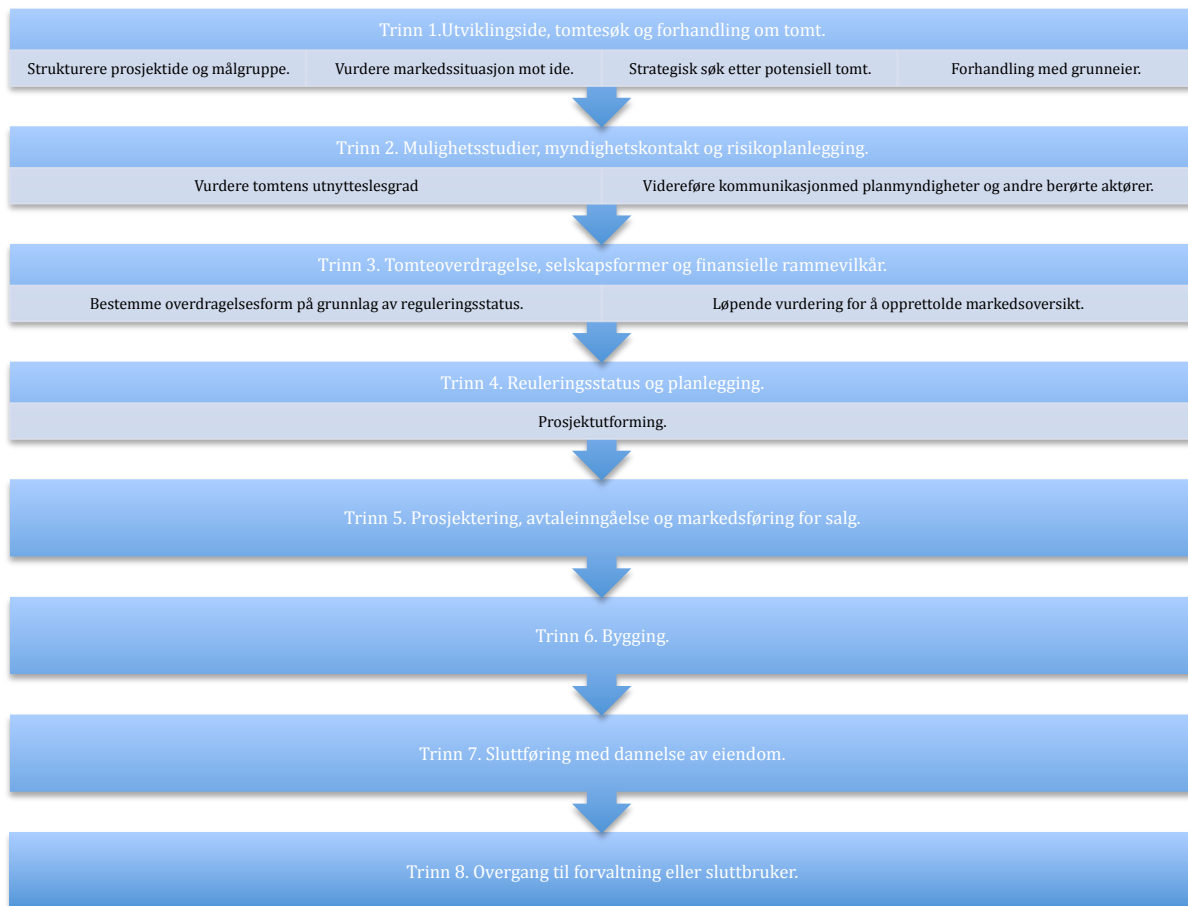 Trinn 1.Utviklingside, tomtesøk og forhandling om tomt.
Strukturere prosjektide og målgruppe.
Vurdere markedssituasjon mot ide.
Strategisk søk etter potensiell tomt.
Forhandling med grunneier.
Trinn 2. Mulighetsstudier, myndighetskontakt og risikoplanlegging.
Vurdere tomtens utnytteslesgrad
Videreføre kommunikasjonmed planmyndigheter og andre berørte aktører.
Trinn 3. Tomteoverdragelse, selskapsformer og finansielle rammevilkår.
Bestemme overdragelsesform på grunnlag av reguleringsstatus.
Løpende vurdering for å opprettolde markedsoversikt.
Trinn 4. Reuleringsstatus og planlegging.
Prosjektutforming.
Trinn 5. Prosjektering, avtaleinngåelse og markedsføring for salg.
Trinn 6. Bygging.
Trinn 7. Sluttføring med dannelse av eiendom.
Trinn 8. Overgang til forvaltning eller sluttbruker.